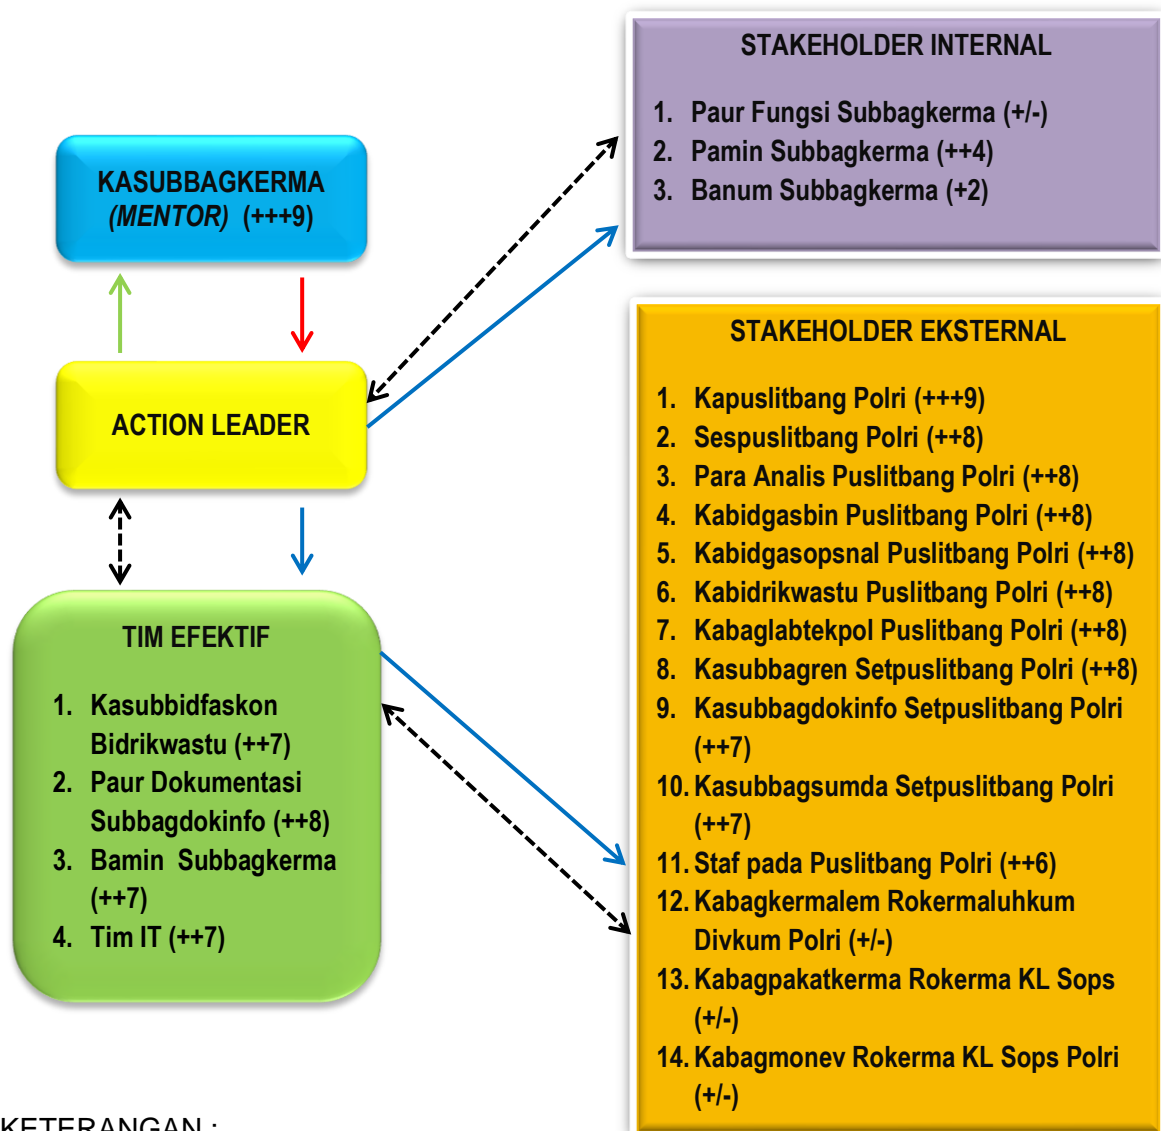 STAKEHOLDER INTERNAL
1. Paur Fungsi Subbagkerma (+/-)
2. Pamin Subbagkerma (++4)
3. Banum Subbagkerma (+2)
KASUBBAGKERMA
(MENTOR) (+++9)
ACTION LEADER
TIM EFEKTIF
1. Kasubbidfaskon
Bidrikwastu (++7)
2. Paur Dokumentasi
Subbagdokinfo (++8)
3. Bamin Subbagkerma
(++7)
4. Tim IT (++7)
STAKEHOLDER EKSTERNAL
1. Kapuslitbang Polri (+++9)
2. Sespuslitbang Polri (++8)
3. Para Analis Puslitbang Polri (++8)
4. Kabidgasbin Puslitbang Polri (++8)
5. Kabidgasopsnal Puslitbang Polri (++8)
6. Kabidrikwastu Puslitbang Polri (++8)
7. Kabaglabtekpol Puslitbang Polri (++8)
8. Kasubbagren Setpuslitbang Polri (++8)
9. Kasubbagdokinfo Setpuslitbang Polri
(++7)
10. Kasubbagsumda Setpuslitbang Polri
(++7)
11. Staf pada Puslitbang Polri (++6)
12. Kabagkermalem Rokermaluhkum
Divkum Polri (+/-)
13. Kabagpakatkerma Rokerma KL Sops
(+/-)
14. Kabagmonev Rokerma KL Sops Polri
(+/-)
KETERANGAN :